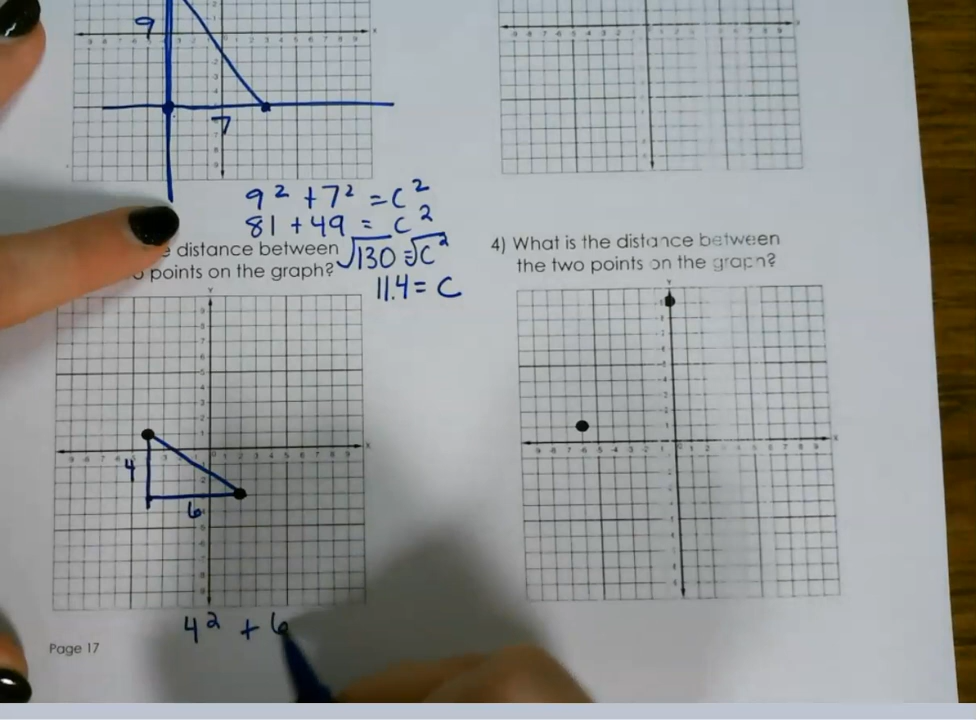 9
7
9² + 7² = C²
81 + 49 = C²
√130 = √C²
11.4 = C
distance between
points on the graph?
4) What is the distance between
the two points on the graph?
4
6
4² + 6
Page 17